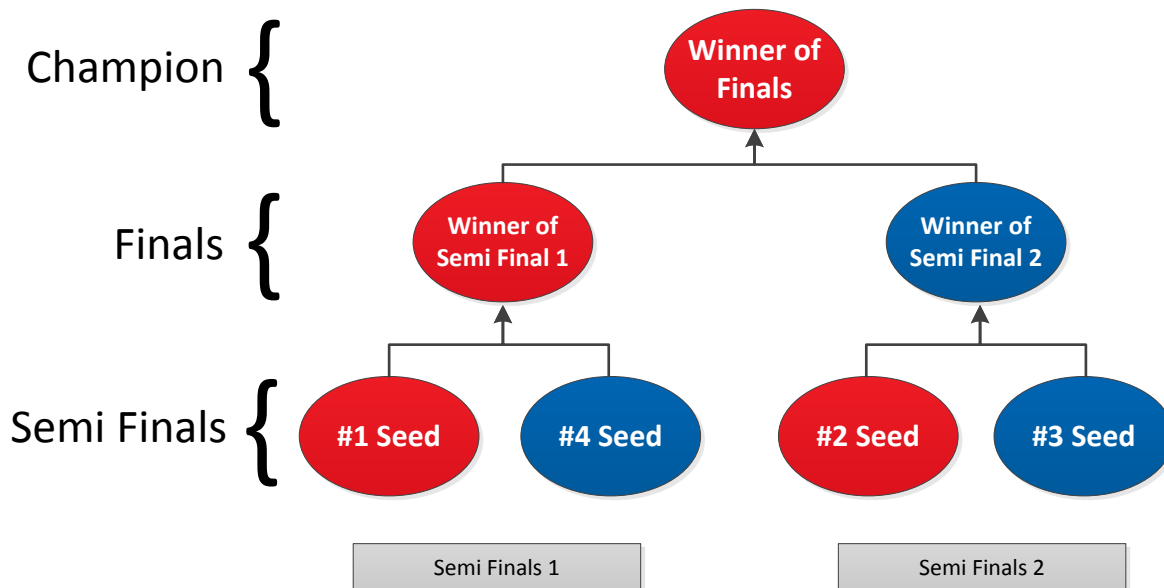 Champion {
Winner of
Finals
Finals {
Winner of
Semi Final 1
Winner of
Semi Final 2
Semi Finals {
#1 Seed
#4 Seed
#2 Seed
#3 Seed
Semi Finals 1
Semi Finals 2